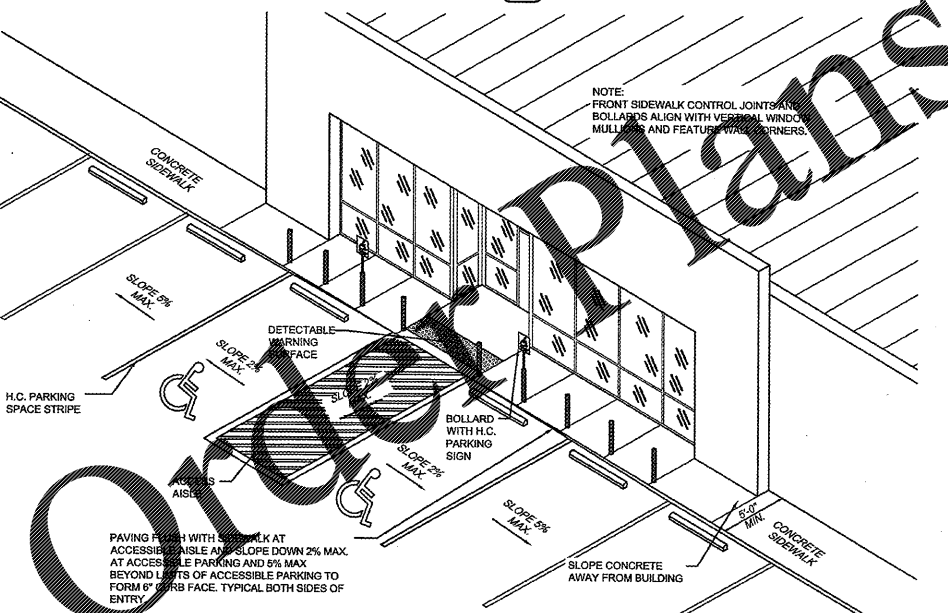 NOTE:
FRONT SIDEWALK CONTROL JOINTS AND
BOLLARDS ALIGN WITH VERTICAL WINDOW
MULLIONS AND FEATURE WALL CORNERS.
CONCRETE
SIDEWALK
SLOPE 5%
MAX.
SLOPE 2%
MAX.
DETECTABLE
WARNING
SURFACE
H.C. PARKING
SPACE STRIPE
BOLLARD
WITH H.C.
PARKING
SIGN
SLOPE 2%
MAX.
ACCESS
AISLE
SLOPE 5%
MAX.
5'-0"
MIN.
CONCRETE
SIDEWALK
SLOPE CONCRETE
AWAY FROM BUILDING
PAVING FLUSH WITH SIDEWALK AT
ACCESSIBLE AISLE AND SLOPE DOWN 2% MAX.
AT ACCESSIBLE PARKING AND 5% MAX
BEYOND LIMITS OF ACCESSIBLE PARKING TO
FORM 6" CURB FACE. TYPICAL BOTH SIDES OF
ENTRY.
Order Plans